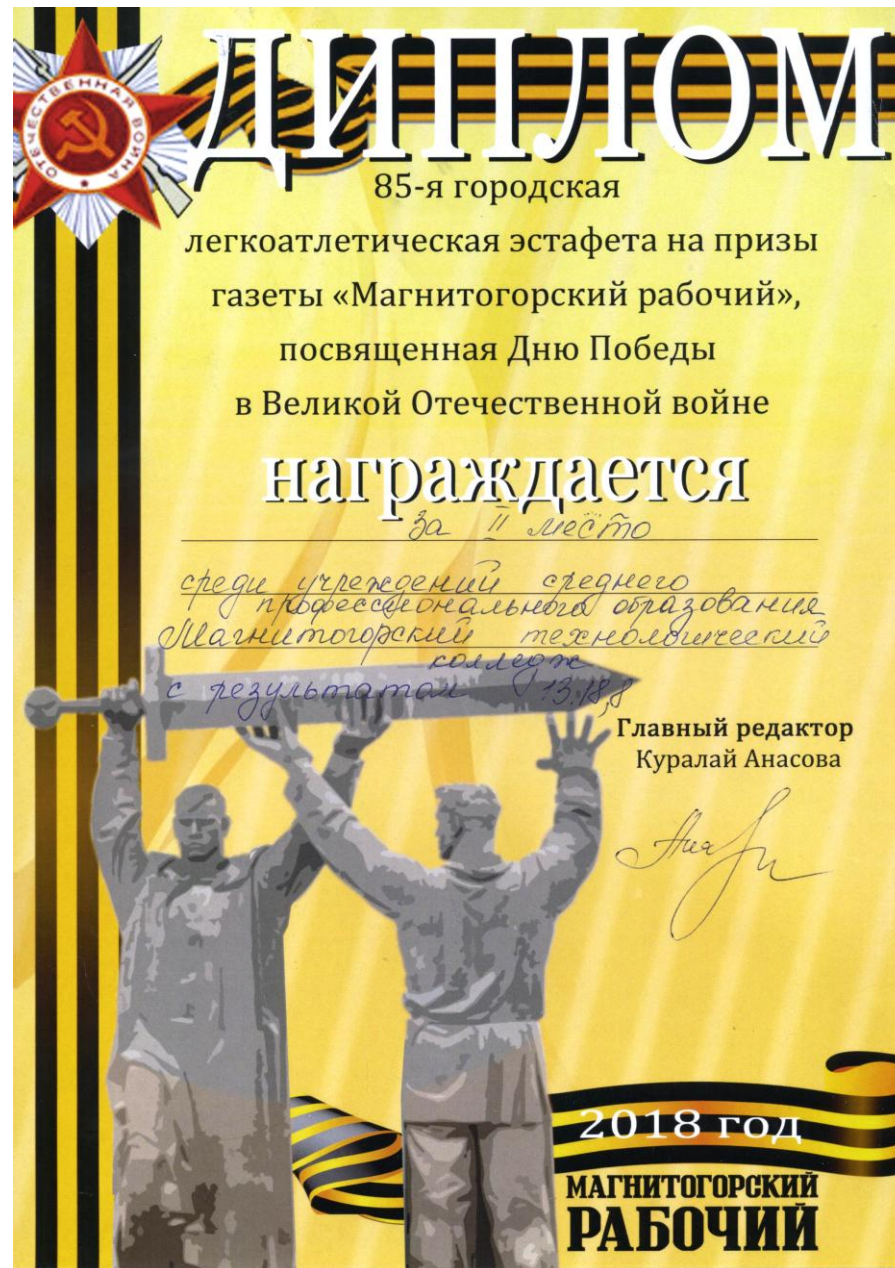 ОТЕЧЕСТВЕННАЯ ВОЙНА
ДИПЛОМ
85-я городская
легкоатлетическая эстафета на призы
газеты «Магнитогорский рабочий»,
посвященная Дню Победы
в Великой Отечественной войне
награждается
за II место
среди учреждений среднего
профессионального образования
Магнитогорский технологический
колледж
с результатом 13.18,8
Главный редактор
Куралай Анасова
2018 год
МАГНИТОГОРСКИЙ
РАБОЧИЙ